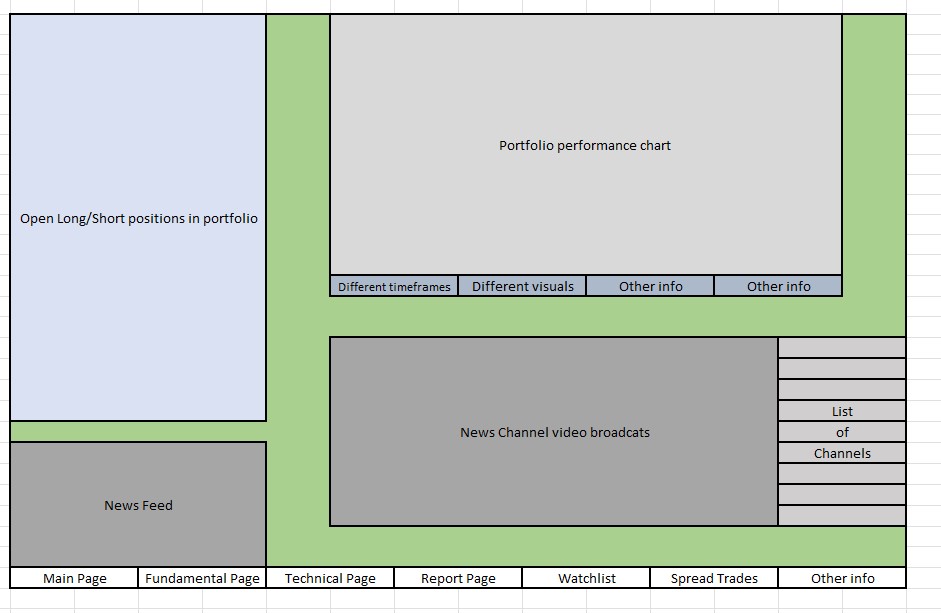 Portfolio performance chart
Open Long/Short positions in portfolio
Different timeframes
Different visuals
Other info
Other info
List
of
Channels
News Channel video broadcats
News Feed
Main Page
Fundamental Page
Technical Page
Report Page
Watchlist
Spread Trades
Other info